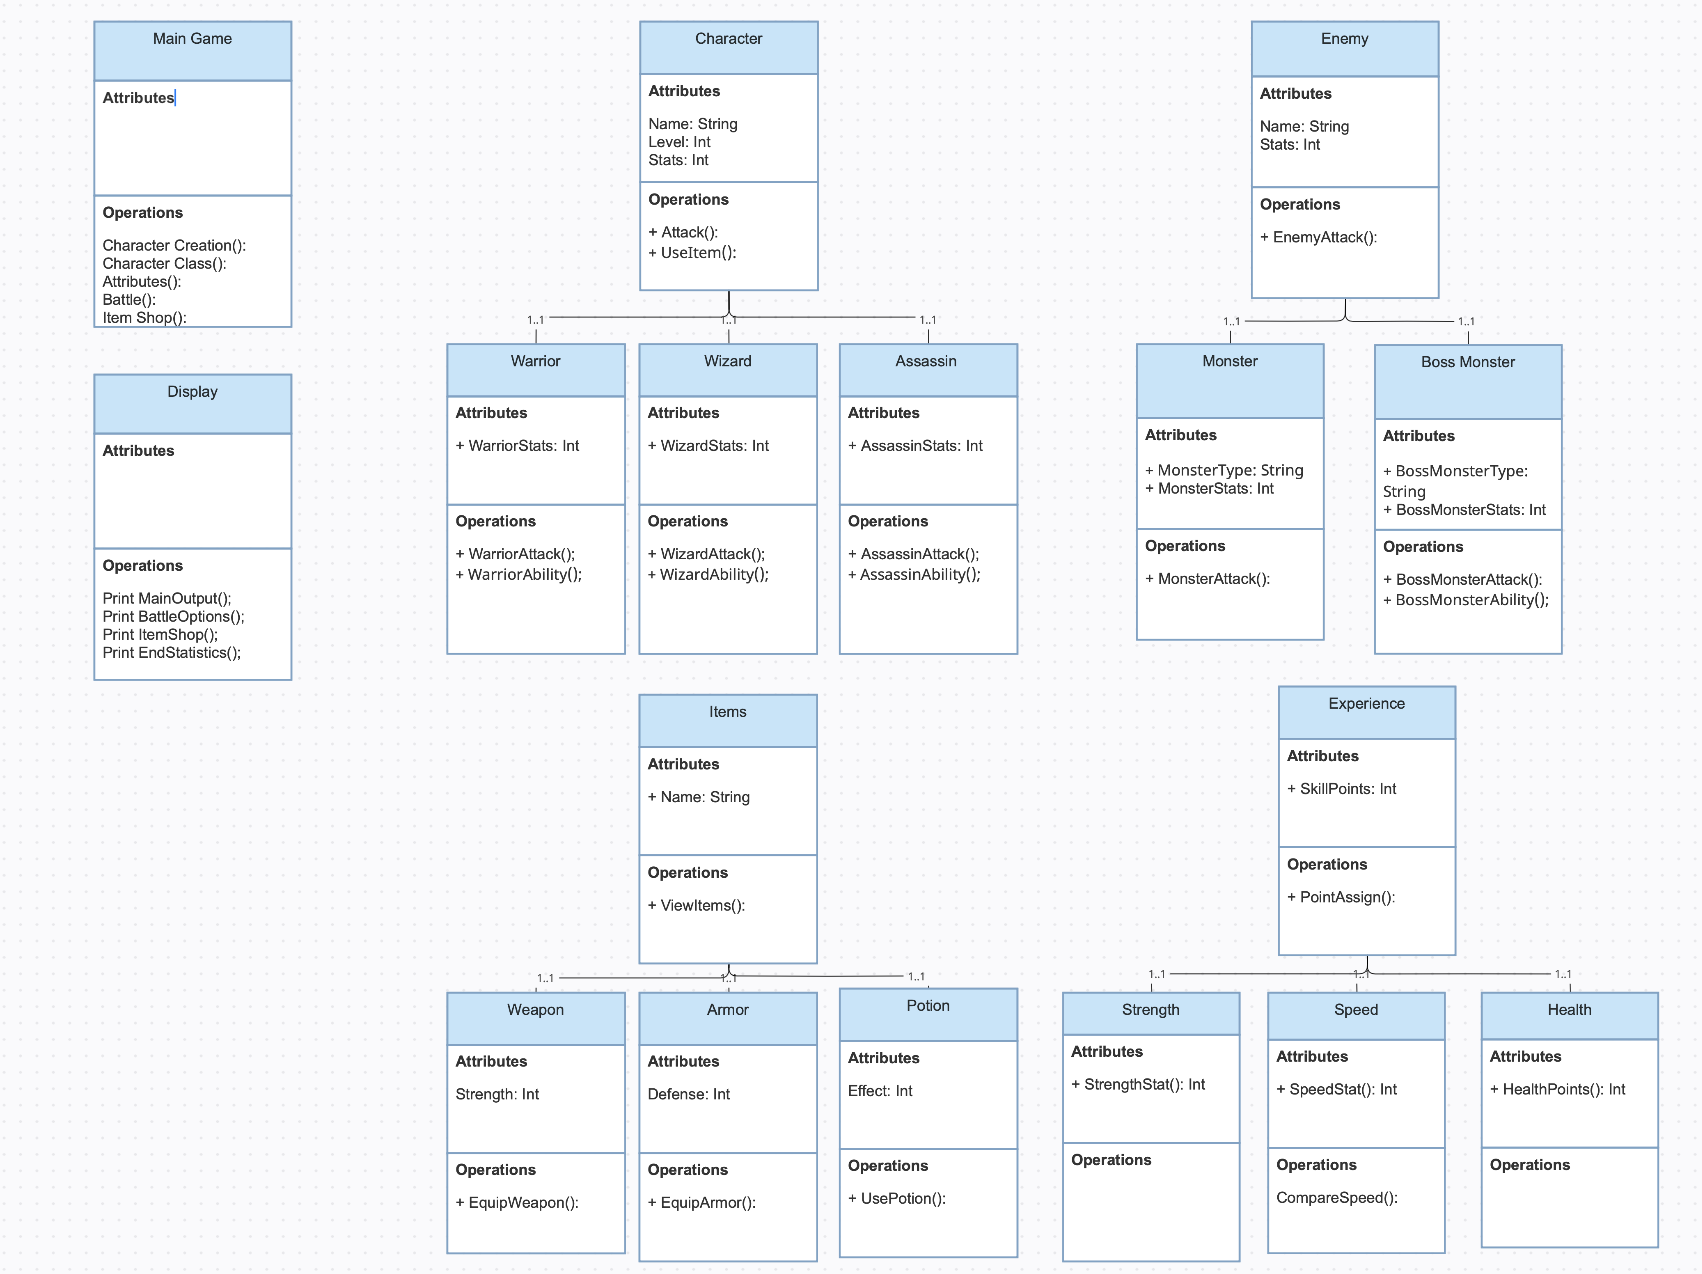 Main Game
Attributes
Operations
Character Creation():
Character Class():
Attributes():
Battle():
Item Shop():
Display
Attributes
Operations
Print MainOutput();
Print BattleOptions();
Print ItemShop();
Print EndStatistics();
Character
Attributes
Name: String
Level: Int
Stats: Int
Operations
+ Attack():
+ UseItem():
1..1
1..1
1..1
Warrior
Attributes
+ WarriorStats: Int
Operations
+ WarriorAttack();
+ WarriorAbility();
Wizard
Attributes
+ WizardStats: Int
Operations
+ WizardAttack();
+ WizardAbility();
Assassin
Attributes
+ AssassinStats: Int
Operations
+ AssassinAttack();
+ AssassinAbility();
Enemy
Attributes
Name: String
Stats: Int
Operations
+ EnemyAttack():
1..1
1..1
Monster
Attributes
+ MonsterType: String
+ MonsterStats: Int
Operations
+ MonsterAttack():
Boss Monster
Attributes
+ BossMonsterType:
String
+ BossMonsterStats: Int
Operations
+ BossMonsterAttack():
+ BossMonsterAbility();
Items
Attributes
+ Name: String
Operations
+ ViewItems():
1..1
1..1
1..1
Weapon
Attributes
Strength: Int
Operations
+ EquipWeapon():
Armor
Attributes
Defense: Int
Operations
+ EquipArmor():
Potion
Attributes
Effect: Int
Operations
+ UsePotion():
Experience
Attributes
+ SkillPoints: Int
Operations
+ PointAssign():
1..1
1..1
1..1
Strength
Attributes
+ StrengthStat(): Int
Operations
Speed
Attributes
+ SpeedStat(): Int
Operations
CompareSpeed():
Health
Attributes
+ HealthPoints(): Int
Operations